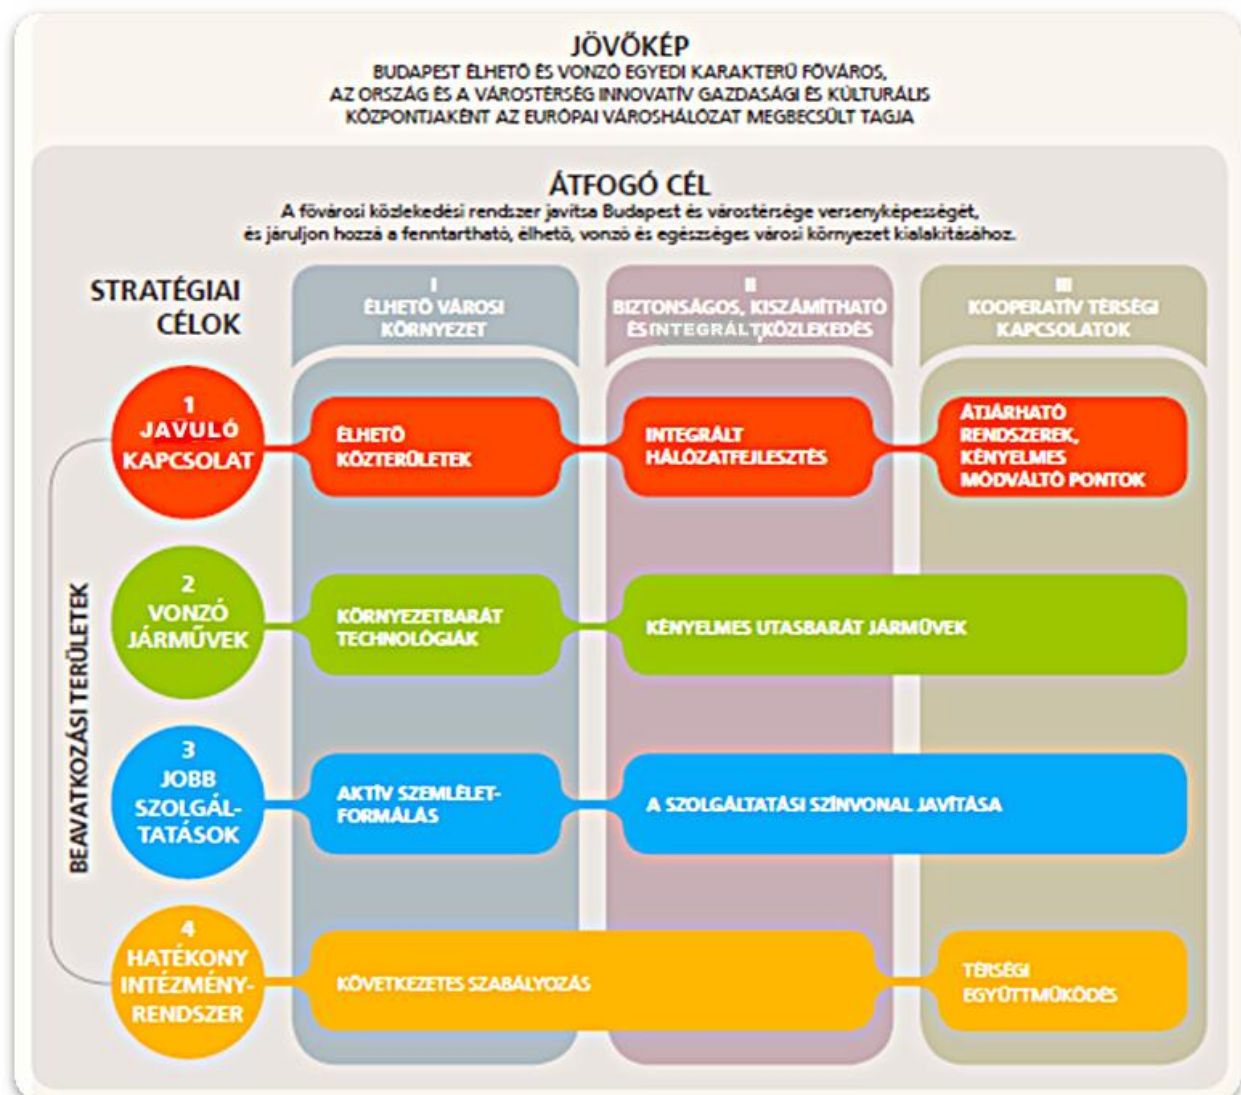 JÖVŐKÉP
BUDAPEST ÉLHETŐ ÉS VONZÓ EGYEDI KARAKTERŰ FŐVÁROS,
AZ ORSZÁG ÉS A VÁROSTÉRSÉG INNOVATÍV GAZDASÁGI ÉS KULTURÁLIS
KÖZPONTJAKÉNT AZ EURÓPAI VÁROSHÁLÓZAT MEGBECSÜLT TAGJA
ÁTFOGÓ CÉL
A fővárosi közlekedési rendszer javítsa Budapest és várostérsége versenyképességét,
és járuljon hozzá a fenntartható, élhető, vonzó és egészséges városi környezet kialakításához.
STRATÉGIAI
CÉLOK
I
ÉLHETŐ VÁROSI
KÖRNYEZET
II
BIZTONSÁGOS, KISZÁMÍTHATÓ
ÉS INTEGRÁLT, KÖZLEKEDÉS
III
KOOPERATÍV TÉRSÉGI
KAPCSOLATOK
BEAVATKOZÁSI TERÜLETEK
1
JAVULÓ
KAPCSOLAT
ÉLHETŐ
KÖZTERÜLETEK
INTEGRÁLT
HÁLÓZATFEJLESZTÉS
ÁTJÁRHATÓ
RENDSZEREK,
KÉNYELMES
MÓDVÁLTÓ PONTOK
2
VONZÓ
JÁRMŰVEK
KÖRNYEZETBARÁT
TECHNOLÓGIÁK
KÉNYELMES UTASBARÁT JÁRMŰVEK
3
JOBB
SZOLGÁL-
TATÁSOK
AKTÍV SZEMLÉLET-
FORMÁLÁS
A SZOLGÁLTATÁSI SZÍNVONAL JAVÍTÁSA
4
HATÉKONY
INTÉZMÉNY-
RENDSZER
KÖVETKEZETES SZABÁLYOZÁS
TÉRSÉGI
EGYÜTTMŰKÖDÉS